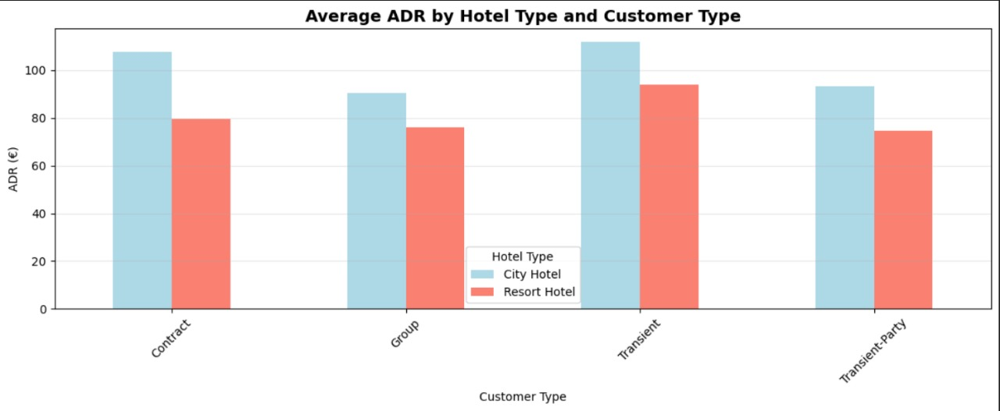 Average ADR by Hotel Type and Customer Type
ADR (€)
100
80
60
40
20
0
Hotel Type
City Hotel
Resort Hotel
Contract
Group
Transient
Transient-Party
Customer Type